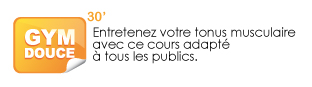 30'
GYM
DOUCE
Entretenez votre tonus musculaire
avec ce cours adapté
à tous les publics.